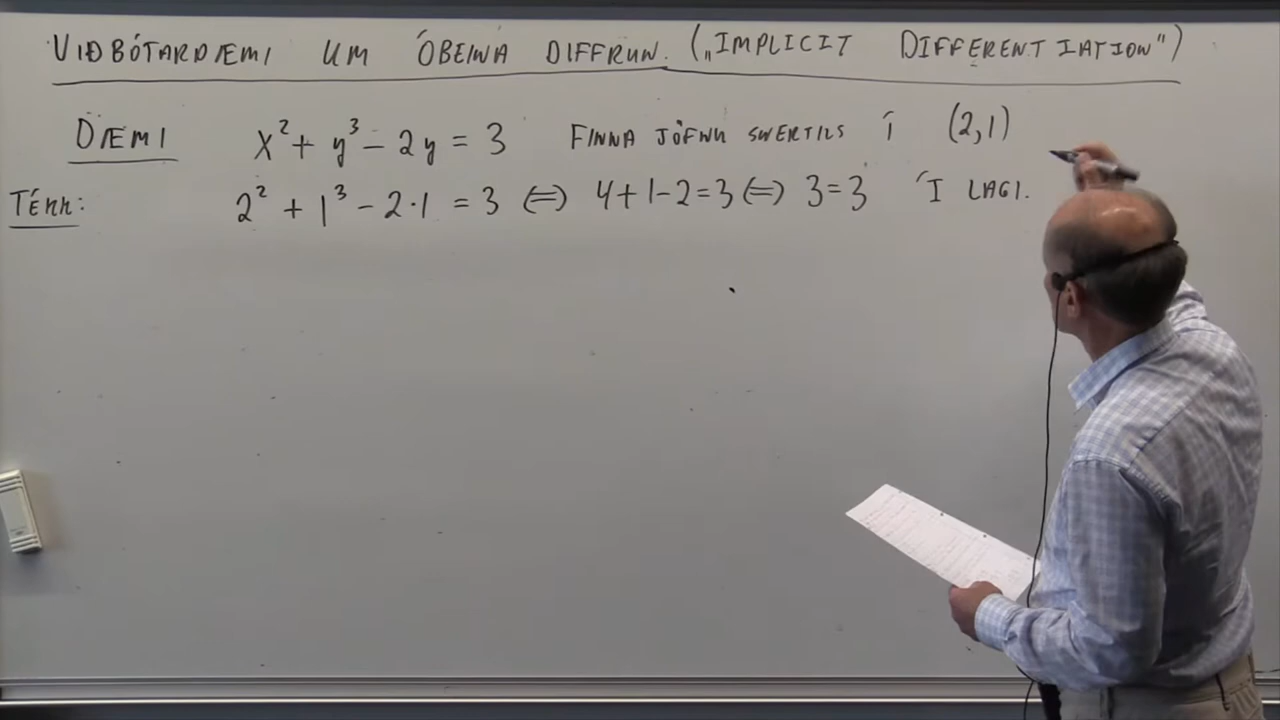 VIÐBÓTARDÆMI UM ÓBEINA DIFFRUN. („IMPLICIT DIFFERENTIATION")
DÆMI x² + y³ - 2y = 3 FINNA JÖFNU SNERTILS Í (2,1)
TÉKK: 2² + 1³ - 2·1 = 3 ⇔ 4+1-2=3 ⇔ 3=3 Í LAGI.